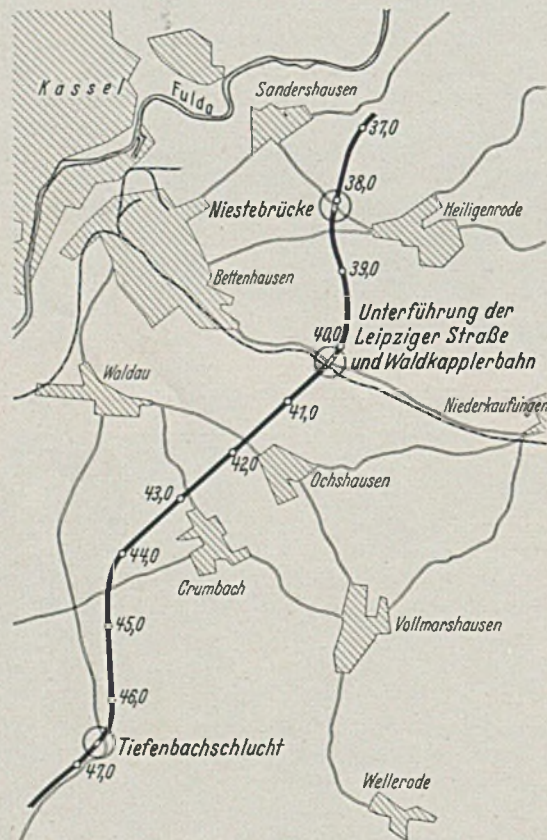 Kassel
Fulda
Sandershausen
37,0
38,0
Niestebrücke
Heiligenrode
39,0
Bettenhausen
Unterführung der
40,0
Leipziger Straße
und Waldkapplerbahn
Waldau
41,0
Niederkaufungen
42,0
43,0
Ochshausen
44,0
Crumbach
45,0
Vollmarshausen
46,0
Tiefenbachschlucht
47,0
Wellerode